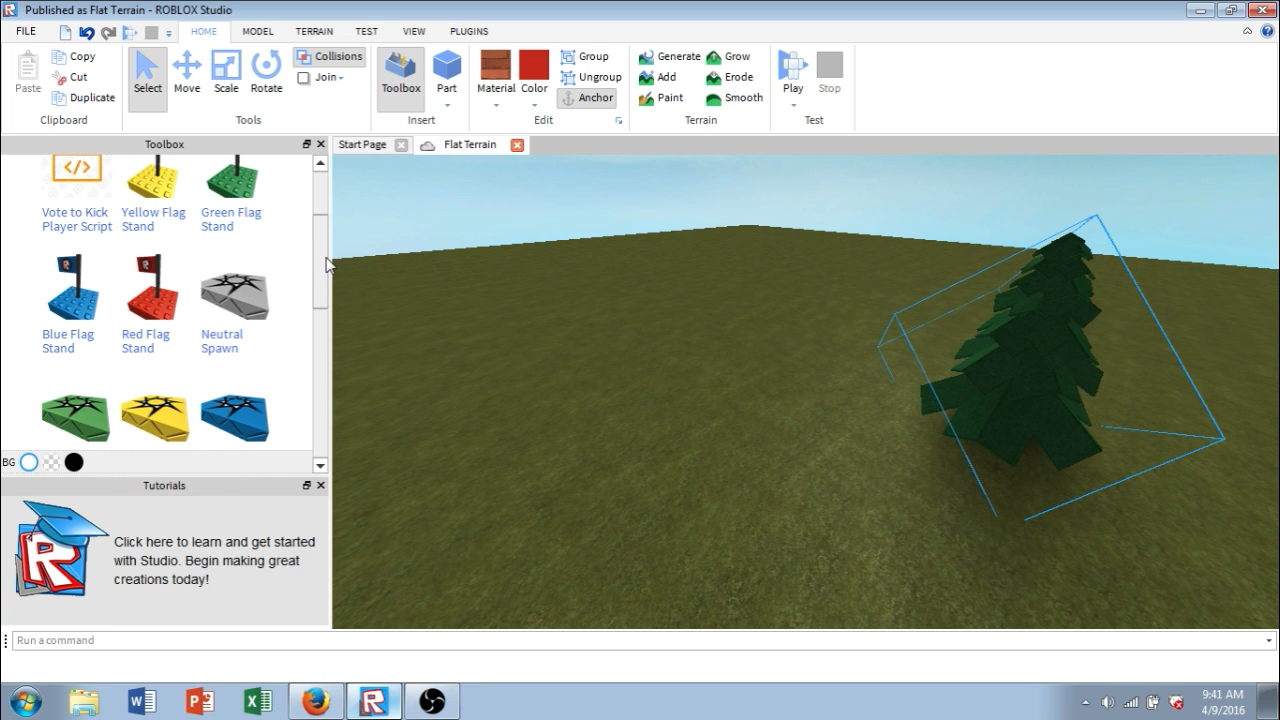 Published as Flat Terrain - ROBLOX Studio
FILE HOME MODEL TERRAIN TEST VIEW PLUGINS
Paste
Copy
Cut
Duplicate
Clipboard
Select Move Scale Rotate
Collisions
Join
Tools
Toolbox Part
Insert
Material Color
Group
Ungroup
Anchor
Edit
Generate Grow
Add Erode
Paint Smooth
Terrain
Play Stop
Test
Toolbox
Start Page Flat Terrain
Vote to Kick Player Script
Yellow Flag Stand
Green Flag Stand
Blue Flag Stand
Red Flag Stand
Neutral Spawn
BG
Tutorials
Click here to learn and get started
with Studio. Begin making great
creations today!
Run a command
9:41 AM
4/9/2016